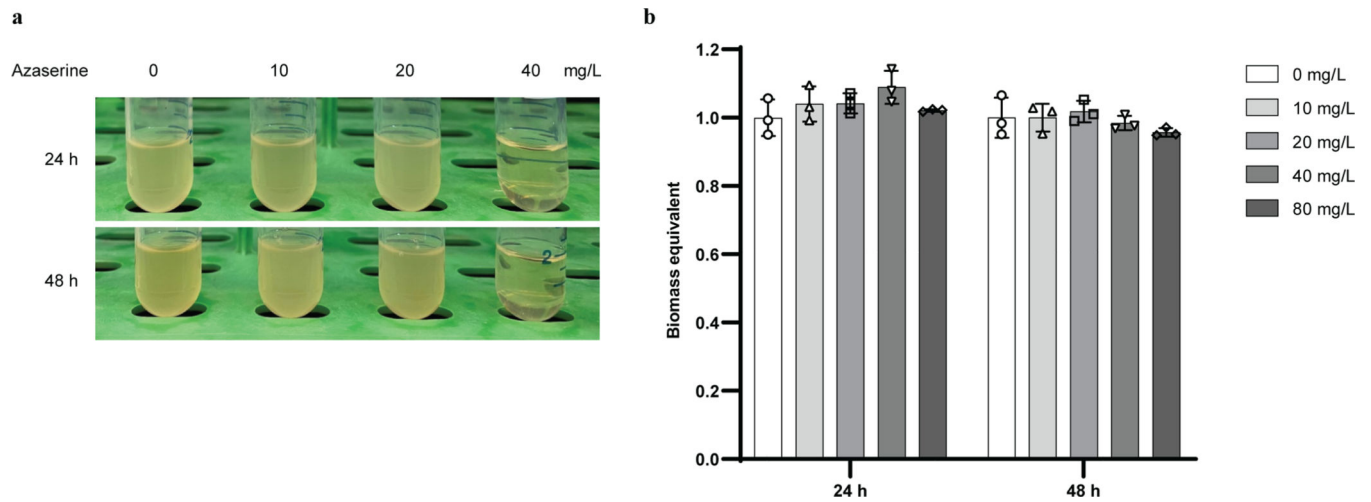 a
Azaserine 0 10 20 40 mg/L
24 h
48 h
2
b
Biomass equivalent
1.2
1.0
0.8
0.6
0.4
0.2
0.0
24 h
48 h
0 mg/L
10 mg/L
20 mg/L
40 mg/L
80 mg/L